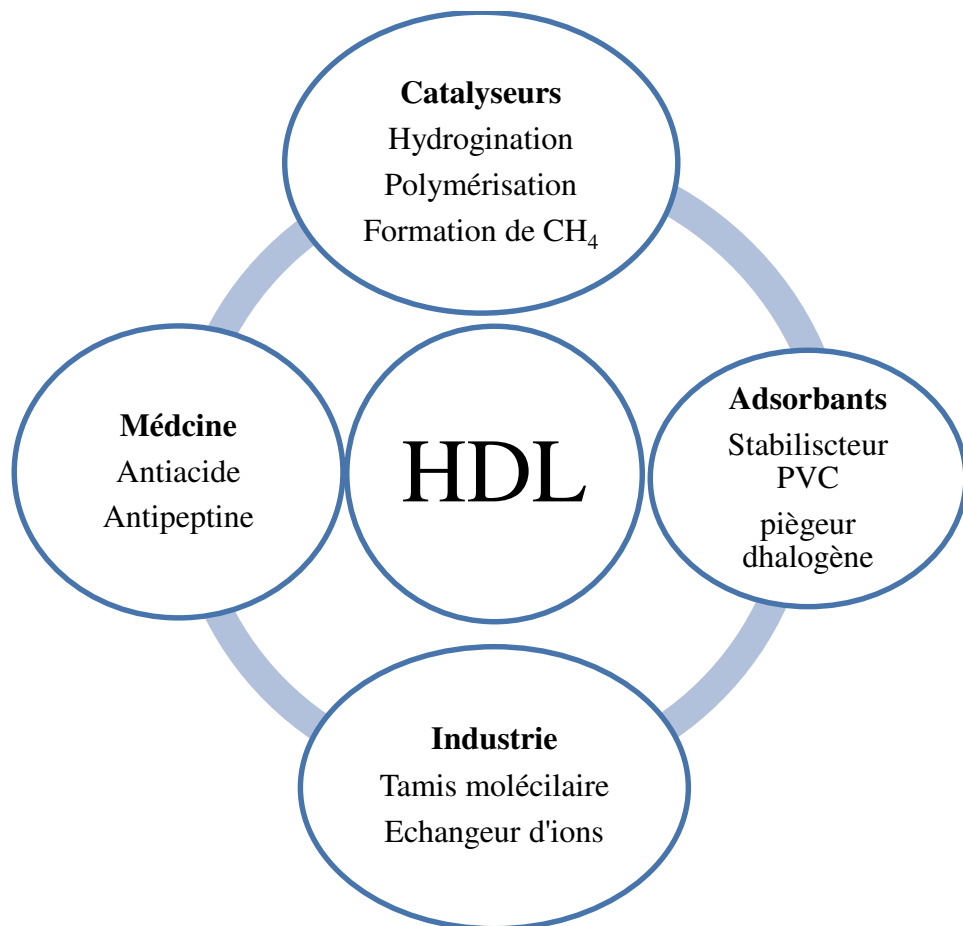 Catalyseurs
Hydrogination
Polymérisation
Formation de CH₄
Médcine
Antiacide
Antipeptine
HDL
Adsorbants
Stabiliscteur
PVC
piègeur
dhalogène
Industrie
Tamis molécilaire
Echangeur d'ions